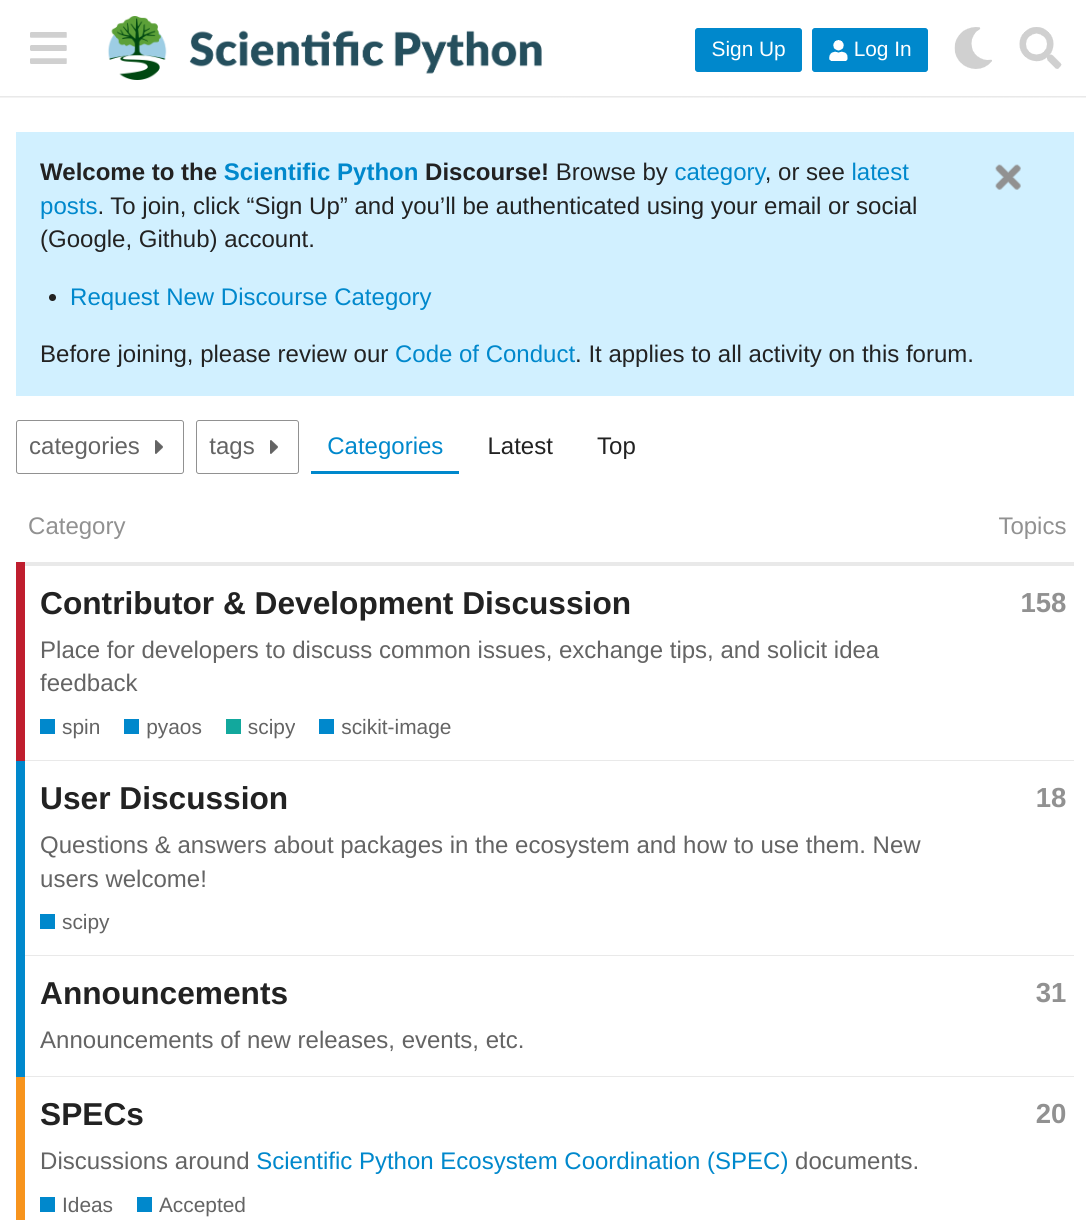 Scientific Python
Sign Up
Log In
Welcome to the Scientific Python Discourse! Browse by category, or see latest
posts. To join, click “Sign Up” and you’ll be authenticated using your email or social
(Google, Github) account.
• Request New Discourse Category
Before joining, please review our Code of Conduct. It applies to all activity on this forum.
categories
tags
Categories
Latest
Top
Category
Topics
Contributor & Development Discussion
158
Place for developers to discuss common issues, exchange tips, and solicit idea
feedback
spin
pyaos
scipy
scikit-image
User Discussion
18
Questions & answers about packages in the ecosystem and how to use them. New
users welcome!
scipy
Announcements
31
Announcements of new releases, events, etc.
SPECs
20
Discussions around Scientific Python Ecosystem Coordination (SPEC) documents.
Ideas
Accepted